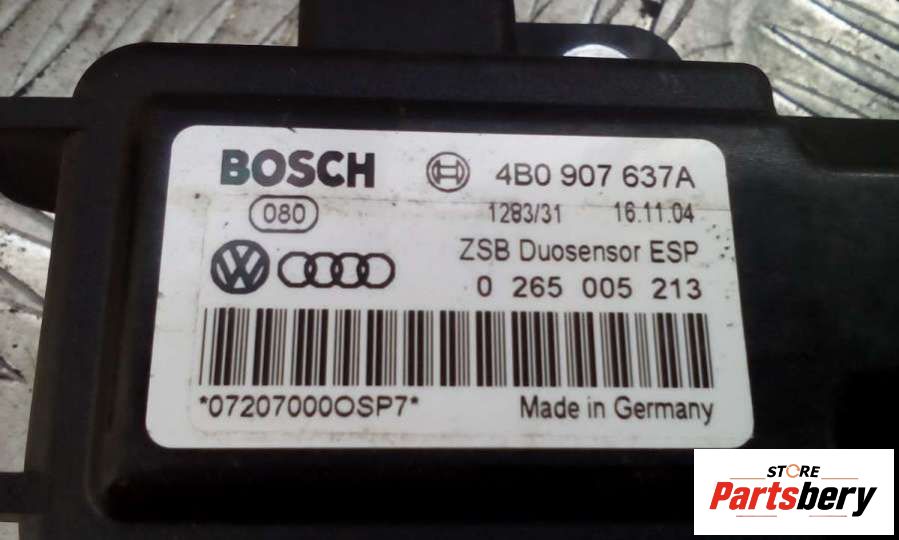 BOSCH 4B0 907 637A
080 1283/31 16.11.04
ZSB Duosensor ESP
0 265 005 213
*07207000OSP7* Made in Germany
STORE
Partsbery